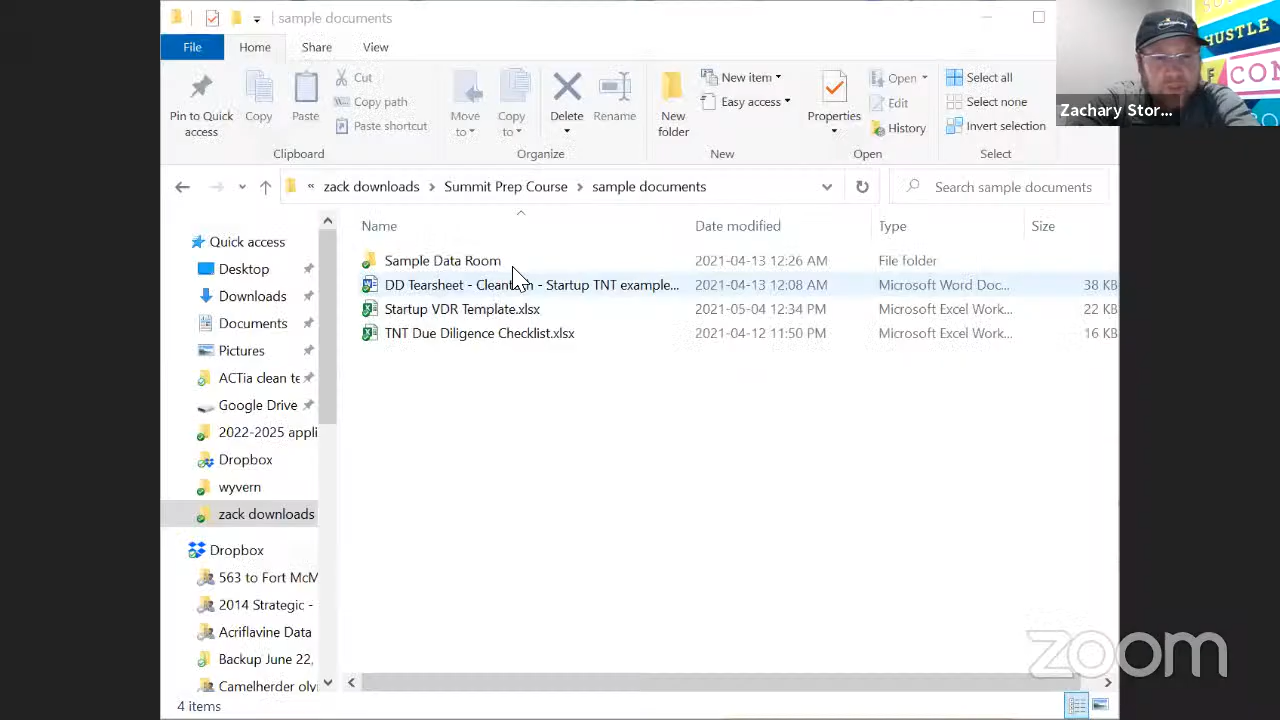 sample documents
File Home Share View
Pin to Quick access
Copy
Paste
Cut
Copy path
Paste shortcut
Clipboard
Move to
Copy to
Delete
Rename
Organize
New folder
New item
Easy access
New
Properties
Open
Edit
History
Open
Select all
Select none
Invert selection
Select
HUSTLE
CON
Zachary Stor...
« zack downloads > Summit Prep Course > sample documents
Search sample documents
Name Date modified Type Size
Sample Data Room 2021-04-13 12:26 AM File folder
DD Tearsheet - Cleantech - Startup TNT example... 2021-04-13 12:08 AM Microsoft Word Doc... 38 KB
Startup VDR Template.xlsx 2021-05-04 12:34 PM Microsoft Excel Work... 22 KB
TNT Due Diligence Checklist.xlsx 2021-04-12 11:50 PM Microsoft Excel Work... 16 KB
Quick access
Desktop
Downloads
Documents
Pictures
ACTia clean te
Google Drive
2022-2025 appli
Dropbox
wyvern
zack downloads
Dropbox
563 to Fort McM
2014 Strategic -
Acriflavine Data
Backup June 22,
Camelherder oly
4 items
zoom